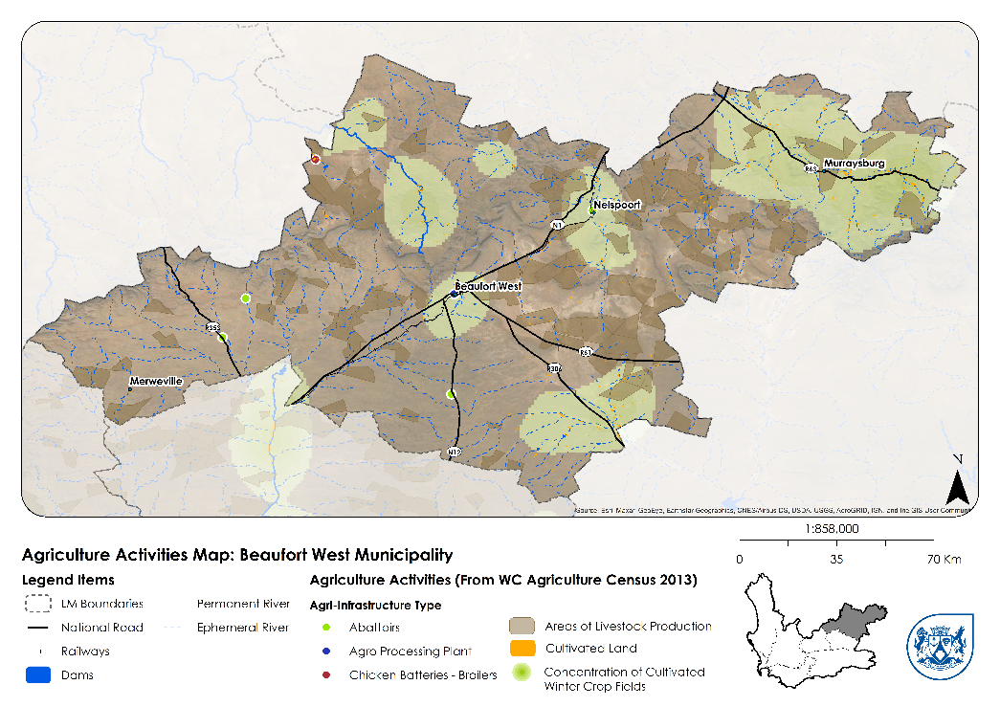 Murraysburg
R63
Nelspoort
N1
Beaufort West
R353
R61
R306
Merweville
N12
N
Source: Esri, Maxar, GeoEye, Earthstar Geographics, CNES/Airbus DS, USDA, USGS, AeroGRID, IGN, and the GIS User Commun
1:858,000
0 35 70 Km
Agriculture Activities Map: Beaufort West Municipality
Legend Items
LM Boundaries
National Road
Railways
Dams
Permanent River
Ephemeral River
Agriculture Activities (From WC Agriculture Census 2013)
Agri-Infrastructure Type
Abattoirs
Agro Processing Plant
Chicken Batteries - Broilers
Areas of Livestock Production
Cultivated Land
Concentration of Cultivated
Winter Crop Fields